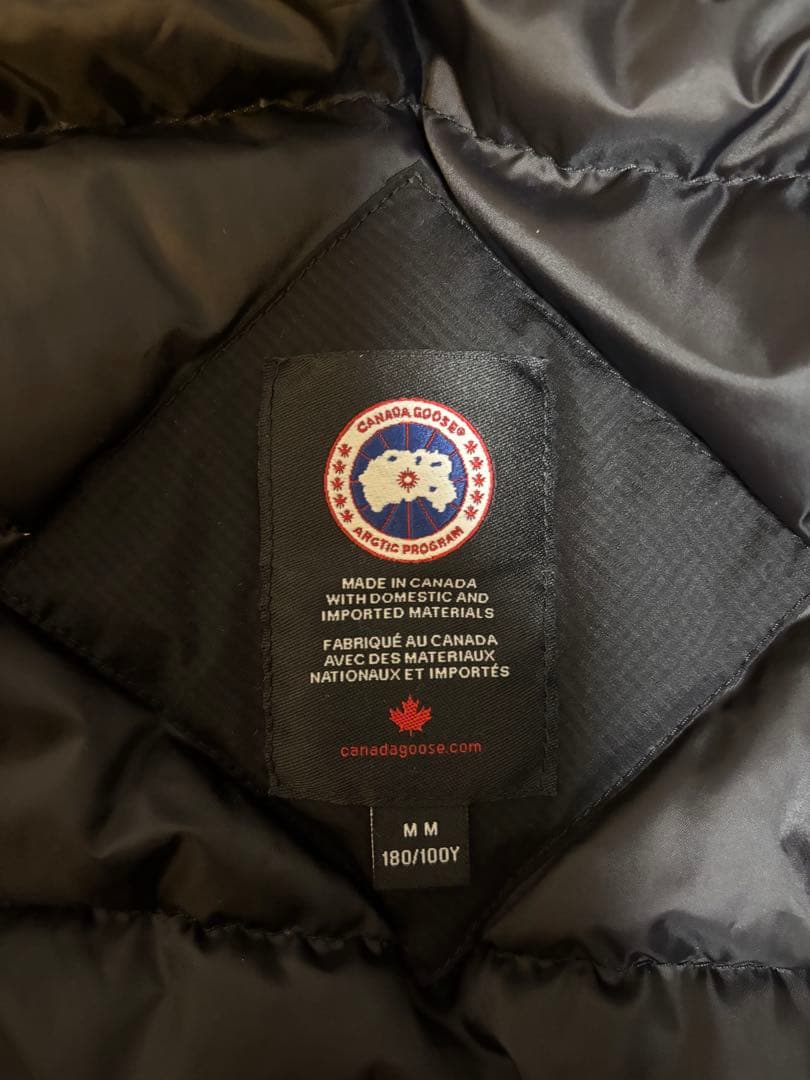 CANADA GOOSE®
ARCTIC PROGRAM
MADE IN CANADA
WITH DOMESTIC AND
IMPORTED MATERIALS
FABRIQUÉ AU CANADA
AVEC DES MATERIAUX
NATIONAUX ET IMPORTÉS
canadagoose.com
M M
180/100Y